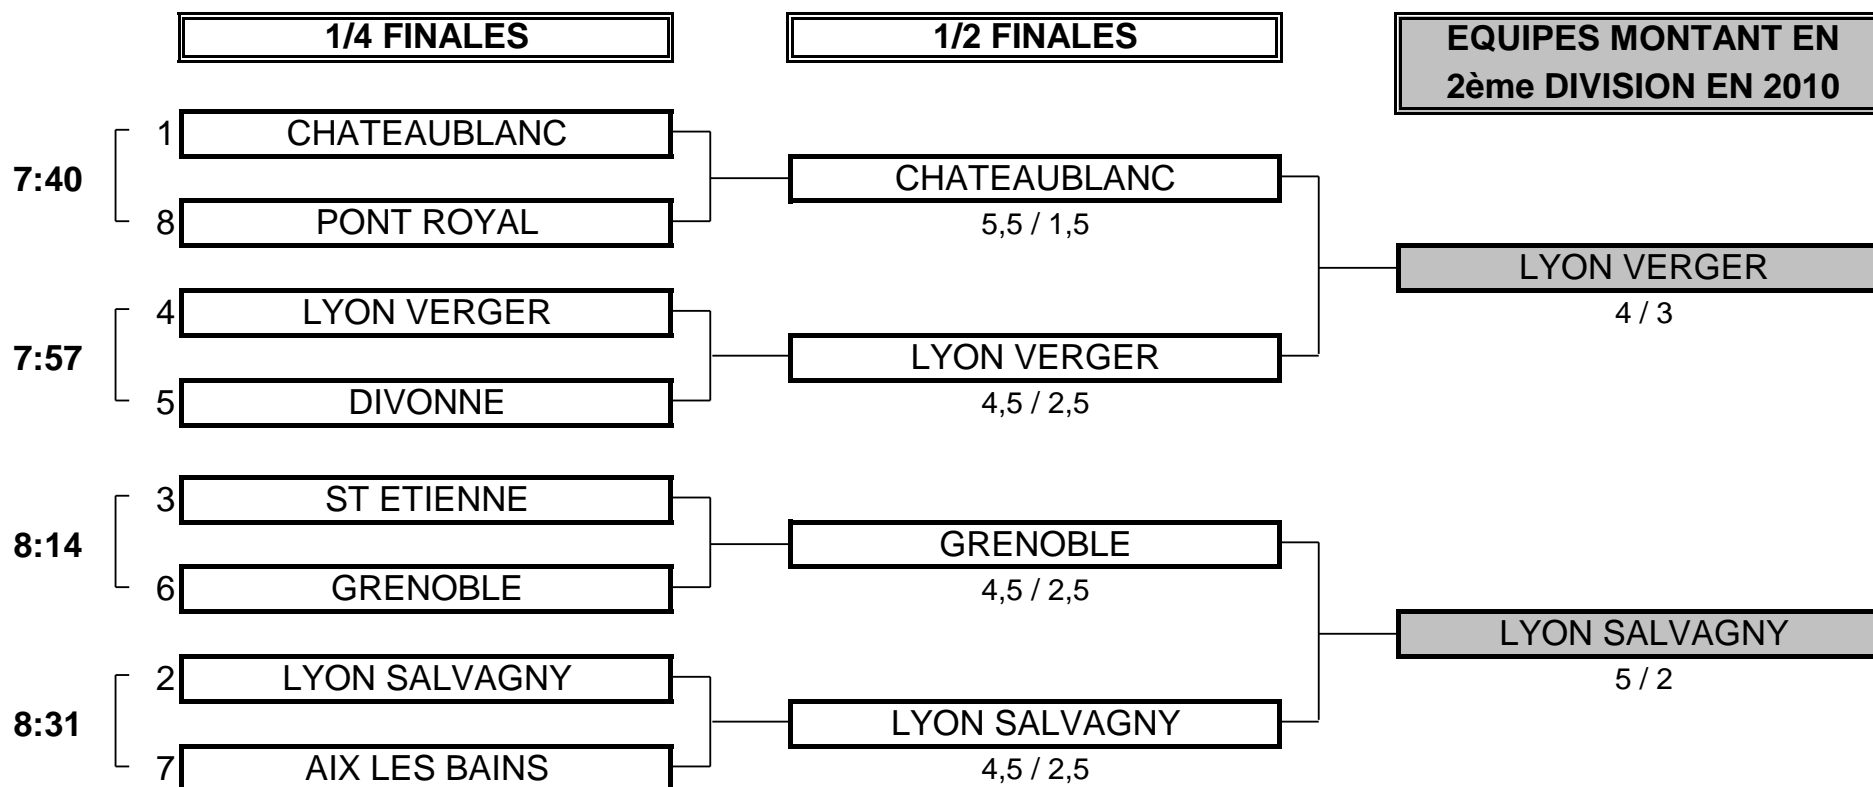 1/4 FINALES
1/2 FINALES
EQUIPES MONTANT EN
2ème DIVISION EN 2010
1 CHATEAUBLANC
7:40
CHATEAUBLANC
8 PONT ROYAL
5,5 / 1,5
LYON VERGER
4 / 3
4 LYON VERGER
7:57
LYON VERGER
5 DIVONNE
4,5 / 2,5
3 ST ETIENNE
8:14
GRENOBLE
6 GRENOBLE
4,5 / 2,5
LYON SALVAGNY
5 / 2
2 LYON SALVAGNY
8:31
LYON SALVAGNY
7 AIX LES BAINS
4,5 / 2,5